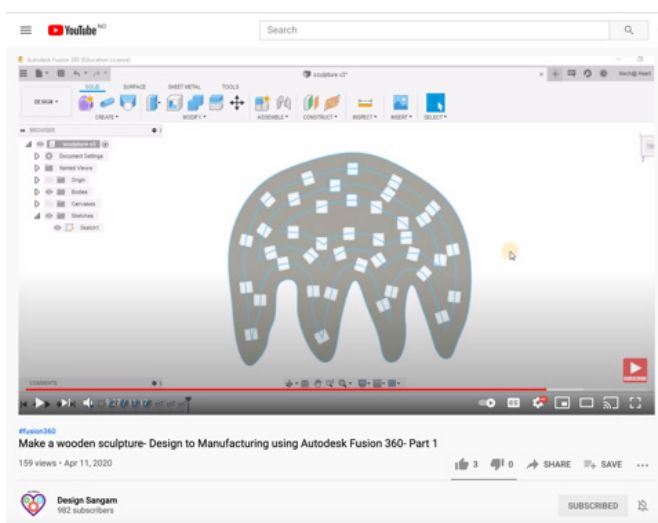 YouTube NO
Search
Autodesk Fusion 360 (Education License)
sculpture v3*
SOLID SURFACE SHEET METAL TOOLS
DESIGN
CREATE MODIFY ASSEMBLE CONSTRUCT INSPECT INSERT SELECT
BROWSER
sculpture v3
Document Settings
Named Views
Origin
Bodies
Canvases
Sketches
Sketch1
COMMENTS
#fusion360
Make a wooden sculpture- Design to Manufacturing using Autodesk Fusion 360- Part 1
159 views • Apr 11, 2020
3 0 SHARE SAVE
Design Sangam
982 subscribers
SUBSCRIBED